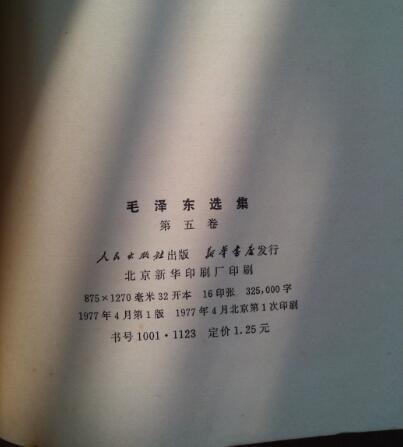 毛泽东选集
第五卷
人民出版社出版 新华书店发行
北京新华印刷厂印刷
875×1270毫米32开本 16印张 325,000字
1977年4月第1版 1977年4月北京第1次印刷
书号1001·1123 定价1.25元